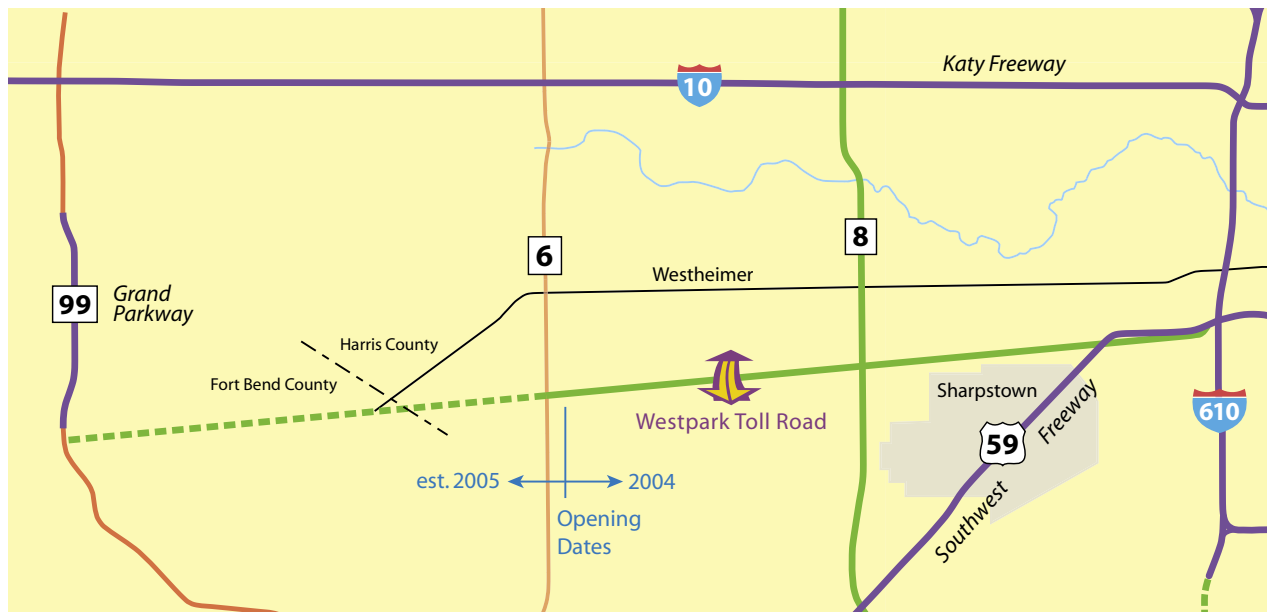 Katy Freeway
10
6
8
Westheimer
99
Grand
Parkway
Harris County
Fort Bend County
Sharpstown
Westpark Toll Road
59
Freeway
Southwest
610
est. 2005
2004
Opening
Dates